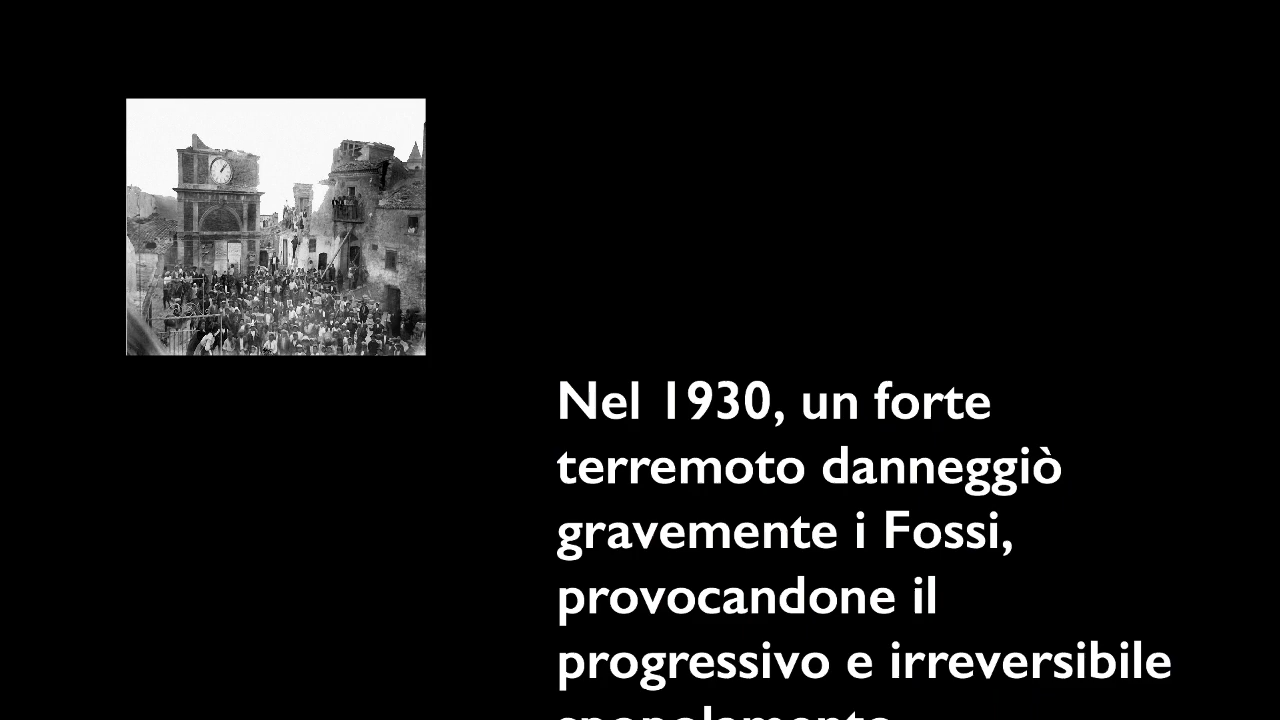 Nel 1930, un forte
terremoto danneggiò
gravemente i Fossi,
provocandone il
progressivo e irreversibile